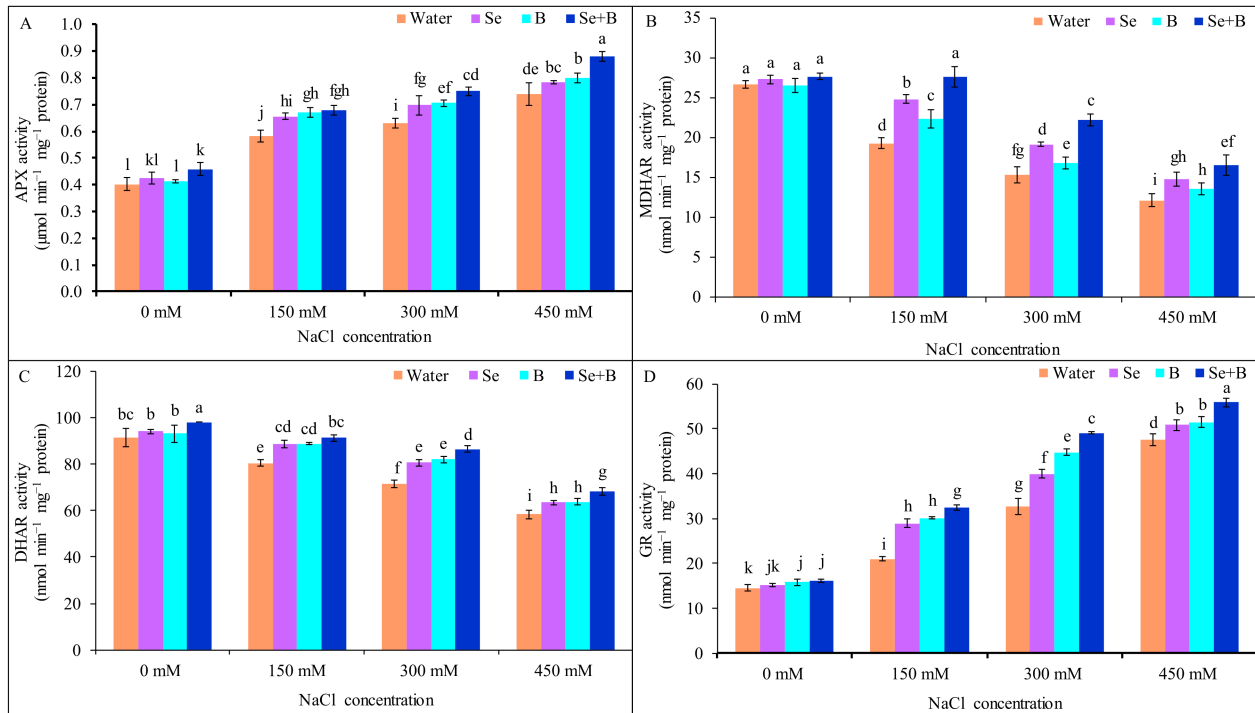 A
Water Se B Se+B
APX activity
(µmol min⁻¹ mg⁻¹ protein)
1.0
0.9
0.8
0.7
0.6
0.5
0.4
0.3
0.2
0.1
0.0
l kl l k
j hi gh fgh
i fg ef cd
de bc b a
0 mM 150 mM 300 mM 450 mM
NaCl concentration
B
Water Se B Se+B
MDHAR activity
(nmol min⁻¹ mg⁻¹ protein)
35
30
25
20
15
10
5
0
a a a a
d b c a
fg d e c
i gh h ef
0 mM 150 mM 300 mM 450 mM
NaCl concentration
C
Water Se B Se+B
DHAR activity
(nmol min⁻¹ mg⁻¹ protein)
120
100
80
60
40
20
0
bc b b a
e cd cd bc
f e e d
i h h g
0 mM 150 mM 300 mM 450 mM
NaCl concentration
D
Water Se B Se+B
GR activity
(nmol min⁻¹ mg⁻¹ protein)
60
50
40
30
20
10
0
k jk j j
i h h g
g f e c
d b b a
0 mM 150 mM 300 mM 450 mM
NaCl concentration